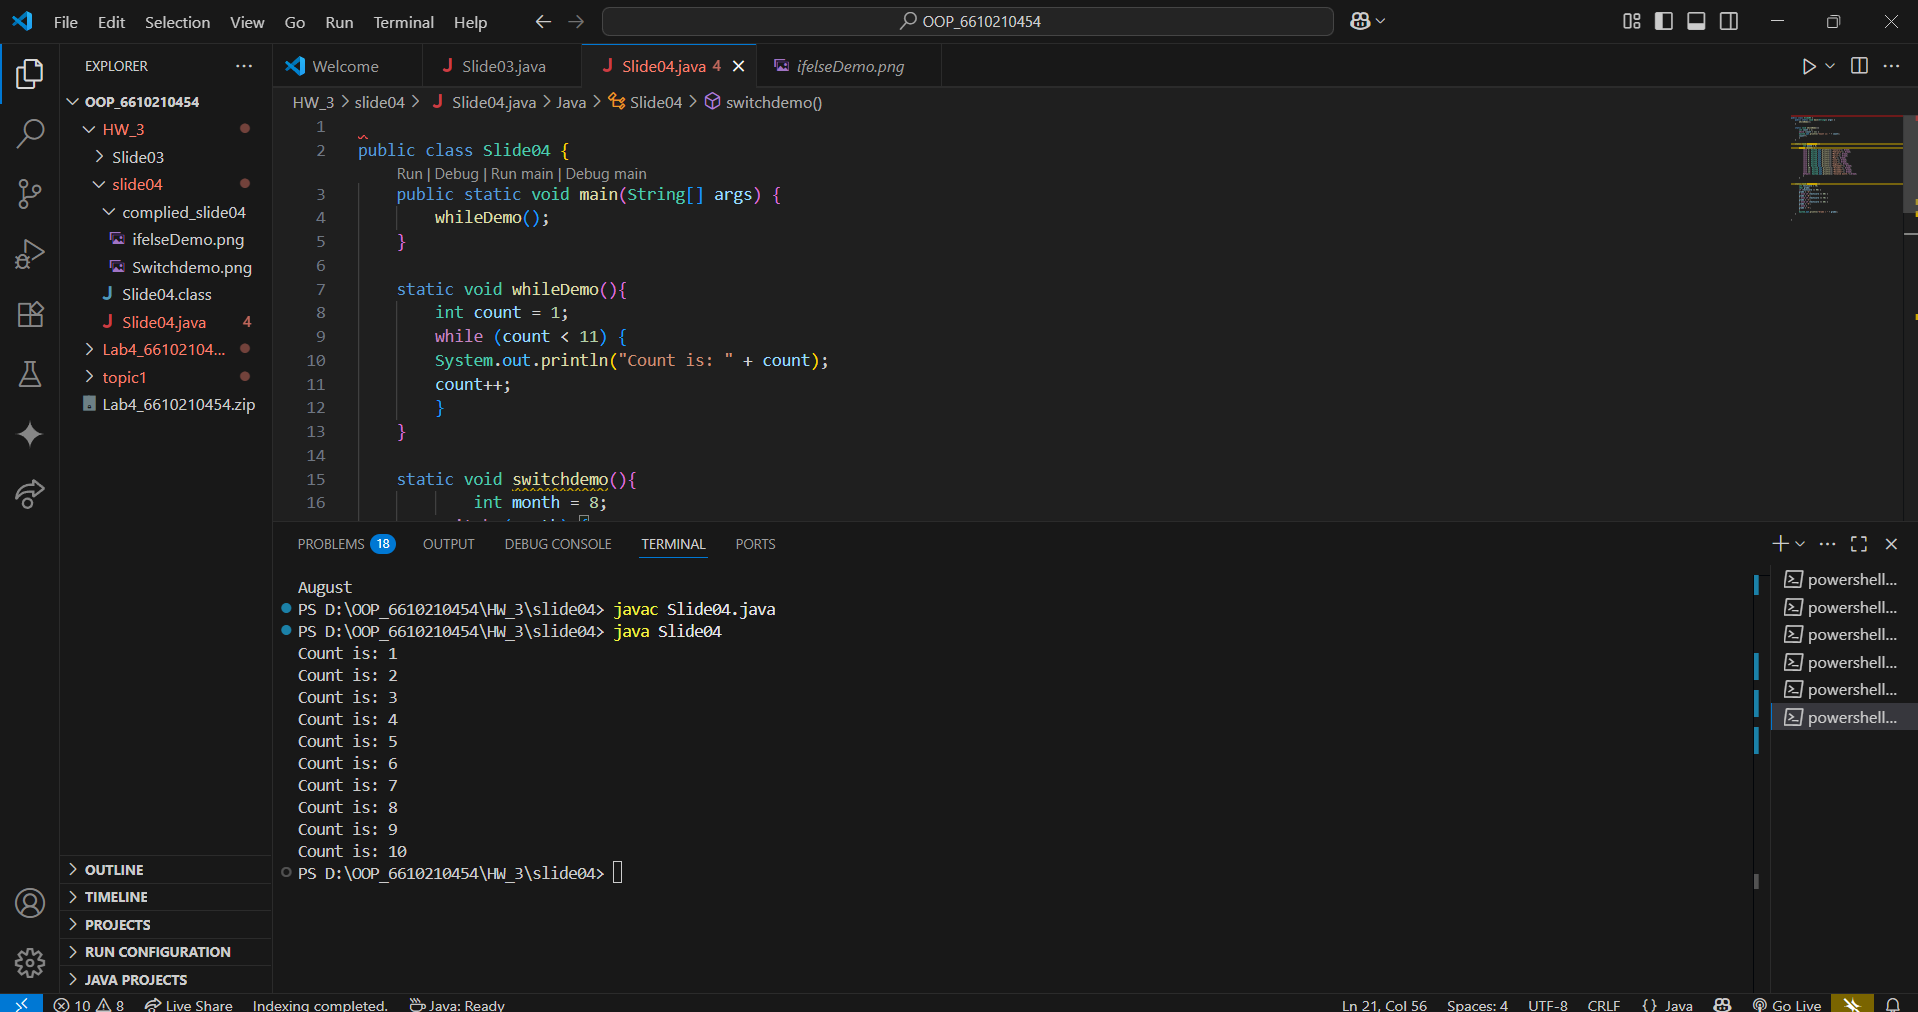 File Edit Selection View Go Run Terminal Help
OOP_6610210454
EXPLORER
OOP_6610210454
HW_3
Slide03
slide04
complied_slide04
ifelseDemo.png
Switchdemo.png
Slide04.class
Slide04.java 4
Lab4_66102104...
topic1
Lab4_6610210454.zip
OUTLINE
TIMELINE
PROJECTS
RUN CONFIGURATION
JAVA PROJECTS
Welcome Slide03.java Slide04.java 4 ifelseDemo.png
HW_3 > slide04 > Slide04.java > Java > Slide04 > switchdemo()
1
2 public class Slide04 {
Run | Debug | Run main | Debug main
3 public static void main(String[] args) {
4 whileDemo();
5 }
6
7 static void whileDemo(){
8 int count = 1;
9 while (count < 11) {
10 System.out.println("Count is: " + count);
11 count++;
12 }
13 }
14
15 static void switchdemo(){
16 int month = 8;
PROBLEMS 18 OUTPUT DEBUG CONSOLE TERMINAL PORTS
August
PS D:\OOP_6610210454\HW_3\slide04> javac Slide04.java
PS D:\OOP_6610210454\HW_3\slide04> java Slide04
Count is: 1
Count is: 2
Count is: 3
Count is: 4
Count is: 5
Count is: 6
Count is: 7
Count is: 8
Count is: 9
Count is: 10
PS D:\OOP_6610210454\HW_3\slide04>
powershell...
powershell...
powershell...
powershell...
powershell...
powershell...
10 8 Live Share Indexing completed. Java: Ready
Ln 21, Col 56 Spaces: 4 UTF-8 CRLF {} Java Go Live